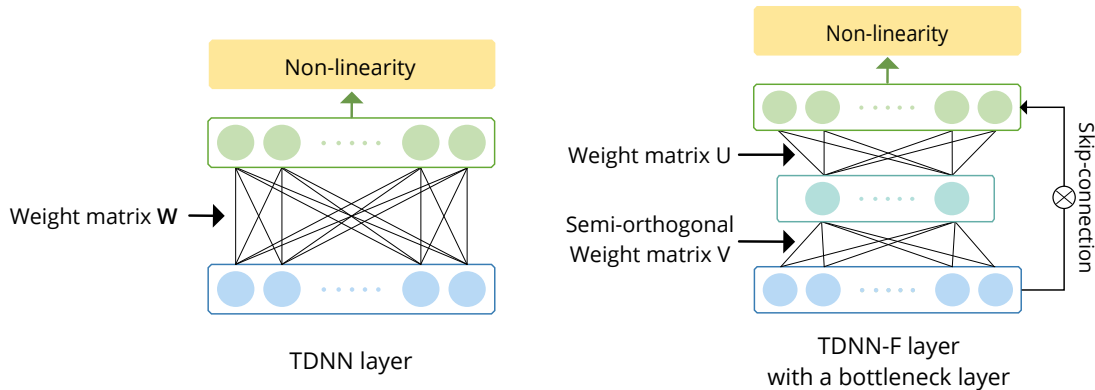 Non-linearity
Weight matrix W
TDNN layer
Non-linearity
Weight matrix U
Semi-orthogonal
Weight matrix V
Skip-connection
TDNN-F layer
with a bottleneck layer